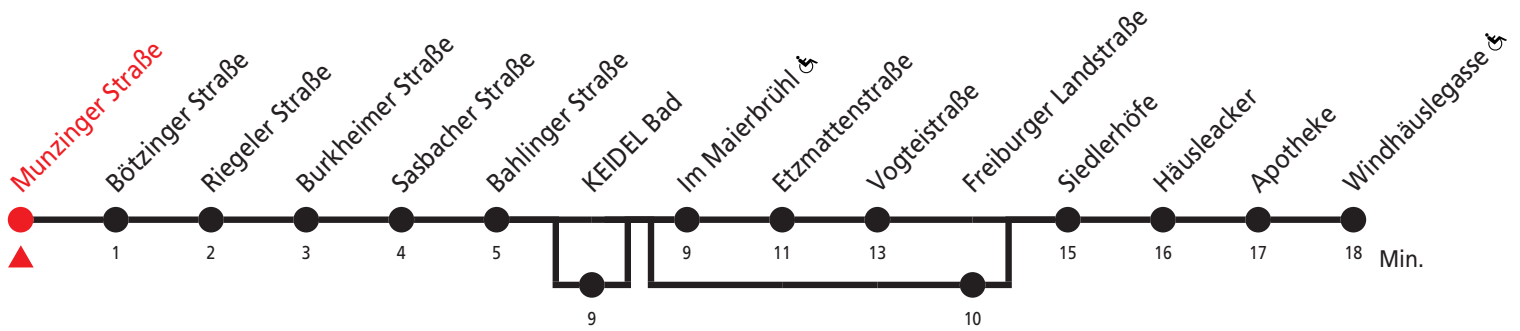 Munzinger Straße
Bötzinger Straße
Riegeler Straße
Burkheimer Straße
Sasbacher Straße
Bahlinger Straße
KEIDEL Bad
Im Maierbrühl
Etzmattenstraße
Vogteistraße
Freiburger Landstraße
Siedlerhöfe
Häusleacker
Apotheke
Windhäuslegasse
1 2 3 4 5 9 11 13 15 16 17 18 Min.
9 10